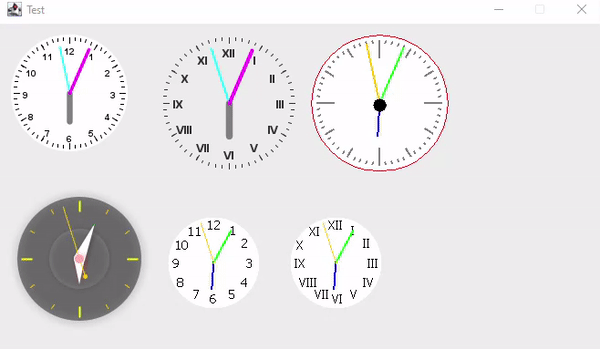 Test
12
1
2
3
4
5
6
7
8
9
10
11
XII
I
II
III
IV
V
VI
VII
VIII
IX
X
XI
12
1
2
3
4
5
6
7
8
9
10
11
XII
I
II
III
IV
V
VI
VII
VIII
IX
X
XI